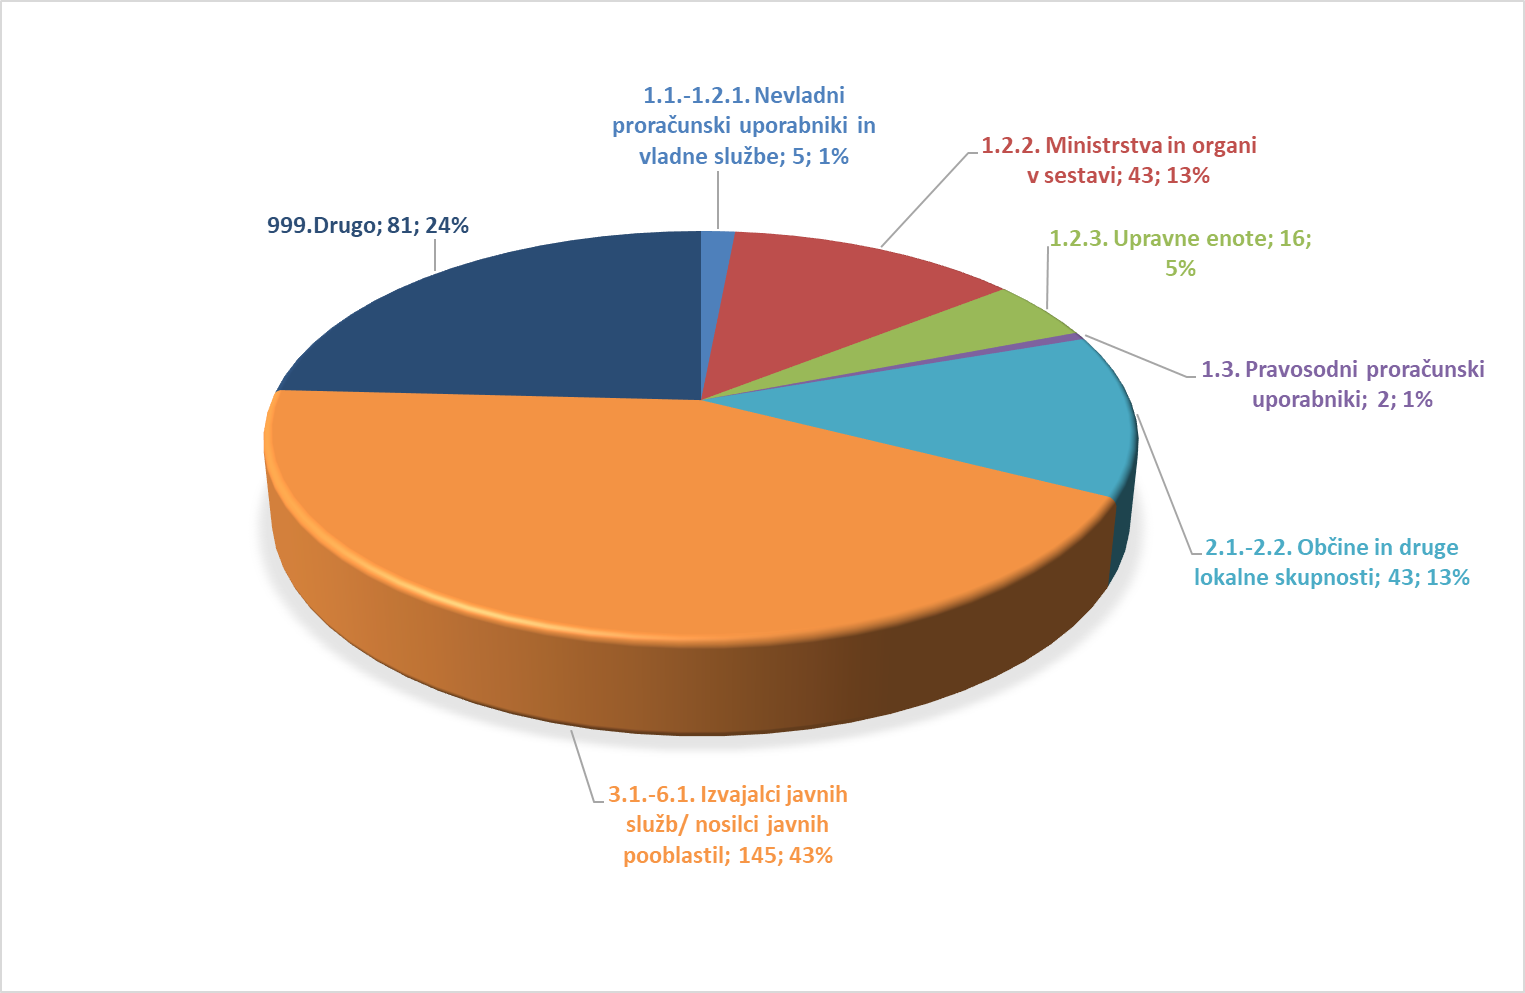 1.1.-1.2.1. Nevladni
proračunski uporabniki in
vladne službe; 5; 1%
1.2.2. Ministrstva in organi
v sestavi; 43; 13%
999.Drugo; 81; 24%
1.2.3. Upravne enote; 16;
5%
1.3. Pravosodni proračunski
uporabniki; 2; 1%
2.1.-2.2. Občine in druge
lokalne skupnosti; 43; 13%
3.1.-6.1. Izvajalci javnih
služb/ nosilci javnih
pooblastil; 145; 43%